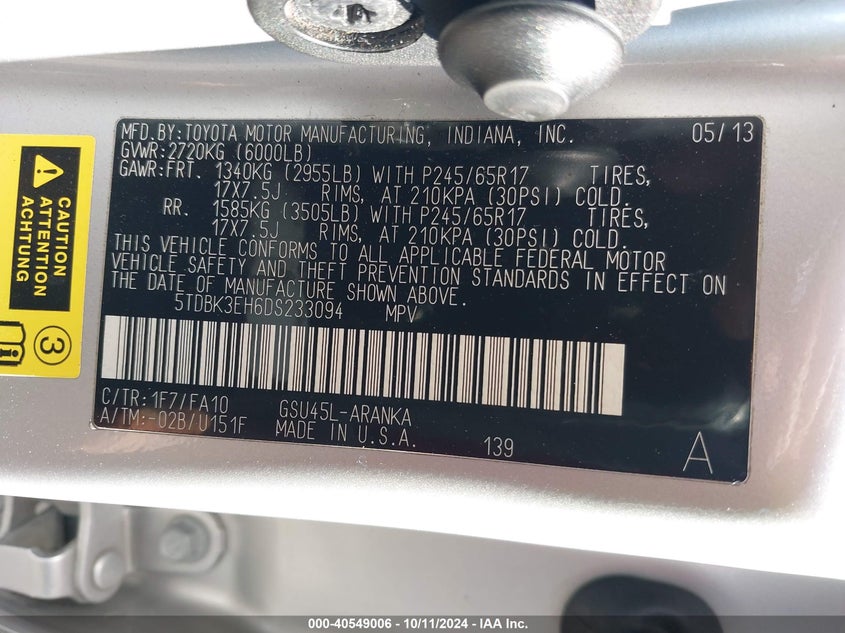 MFD.BY:TOYOTA MOTOR MANUFACTURING, INDIANA, INC. 05/13
GVWR:2720KG (6000LB)
GAWR:FRT. 1340KG (2955LB) WITH P245/65R17 TIRES,
17X7.5J RIMS, AT 210KPA (30PSI) COLD.
RR. 1585KG (3505LB) WITH P245/65R17 TIRES,
17X7.5J RIMS, AT 210KPA (30PSI) COLD.
THIS VEHICLE CONFORMS TO ALL APPLICABLE FEDERAL MOTOR
VEHICLE SAFETY AND THEFT PREVENTION STANDARDS IN EFFECT ON
THE DATE OF MANUFACTURE SHOWN ABOVE.
5TDBK3EH6DS233094 MPV
C/TR:1F7/FA10 GSU45L-ARANKA
A/TM:-02B/U151F MADE IN U.S.A. 139 A
CAUTION
ATTENTION
ACHTUNG
3
000-40549006 - 10/11/2024 - IAA Inc.